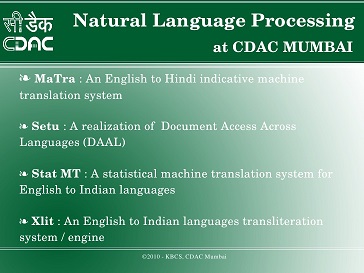 सी डैक
CDAC
Natural Language Processing
at CDAC MUMBAI
❧ MaTra : An English to Hindi indicative machine
translation system
❧ Setu : A realization of Document Access Across
Languages (DAAL)
❧ Stat MT : A statistical machine translation system for
English to Indian languages
❧ Xlit : An English to Indian languages transliteration
system / engine
©2010 - KBCS, CDAC Mumbai